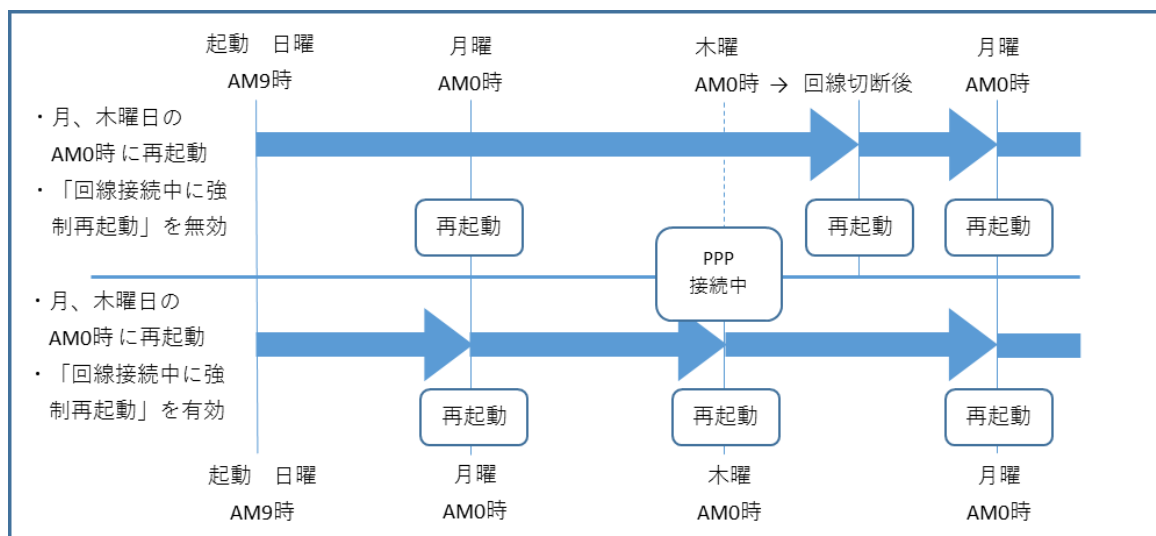 起動　日曜
AM9時
月曜
AM0時
木曜
AM0時 → 回線切断後
月曜
AM0時
・月、木曜日の
AM0時に再起動
・「回線接続中に強
制再起動」を無効
再起動
再起動
再起動
PPP
接続中
・月、木曜日の
AM0時に再起動
・「回線接続中に強
制再起動」を有効
再起動
再起動
再起動
起動　日曜
AM9時
月曜
AM0時
木曜
AM0時
月曜
AM0時